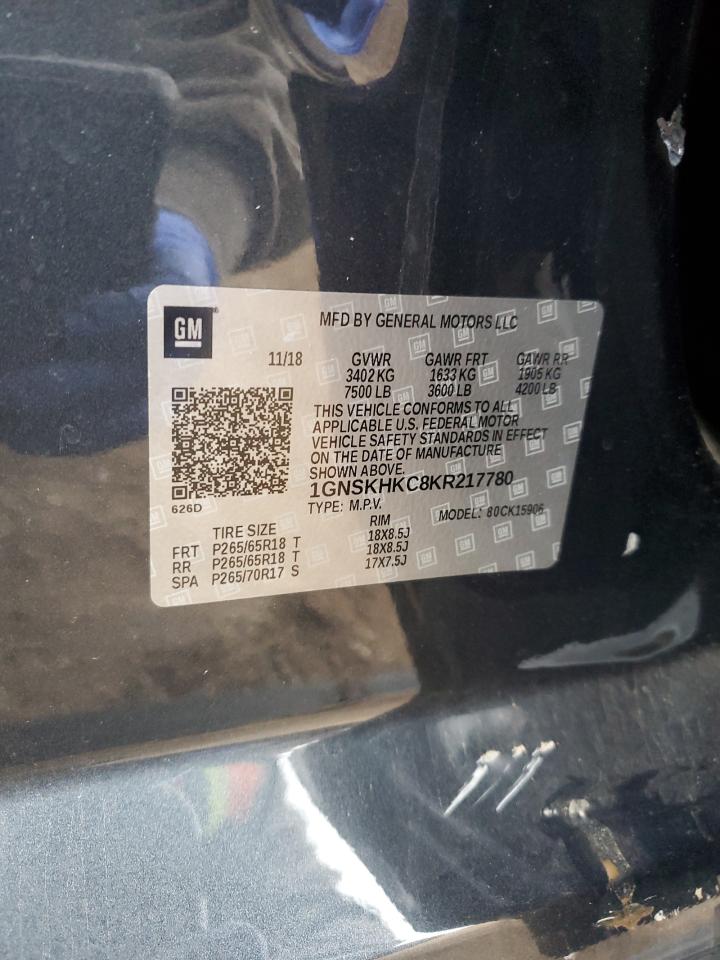 GM
MFD BY GENERAL MOTORS LLC
11/18 GVWR GAWR FRT GAWR RR
3402 KG 1633 KG 1905 KG
7500 LB 3600 LB 4200 LB
THIS VEHICLE CONFORMS TO ALL
APPLICABLE U.S. FEDERAL MOTOR
VEHICLE SAFETY STANDARDS IN EFFECT
ON THE DATE OF MANUFACTURE
SHOWN ABOVE.
1GNSKHKC8KR217780
626D
TYPE: M.P.V. MODEL: 80CK15906
TIRE SIZE RIM
FRT P265/65R18 T 18X8.5J
RR P265/65R18 T 18X8.5J
SPA P265/70R17 S 17X7.5J